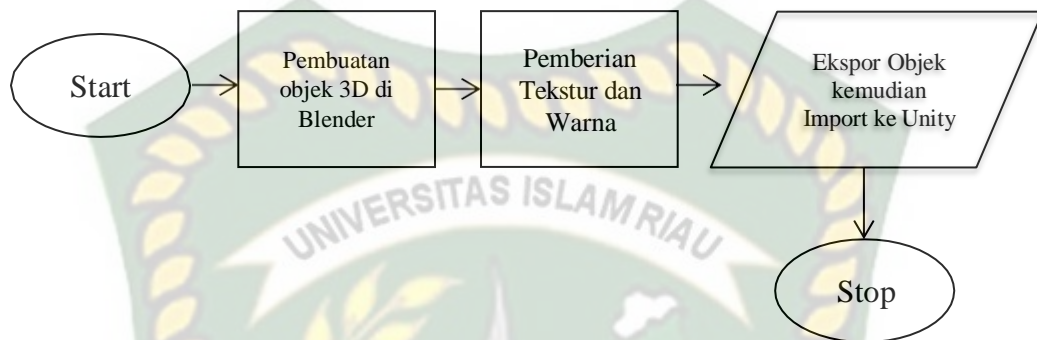 Start
Pembuatan
objek 3D di
Blender
Pemberian
Tekstur dan
Warna
Ekspor Objek
kemudian
Import ke Unity
UNIVERSITAS ISLAM RIAU
Stop